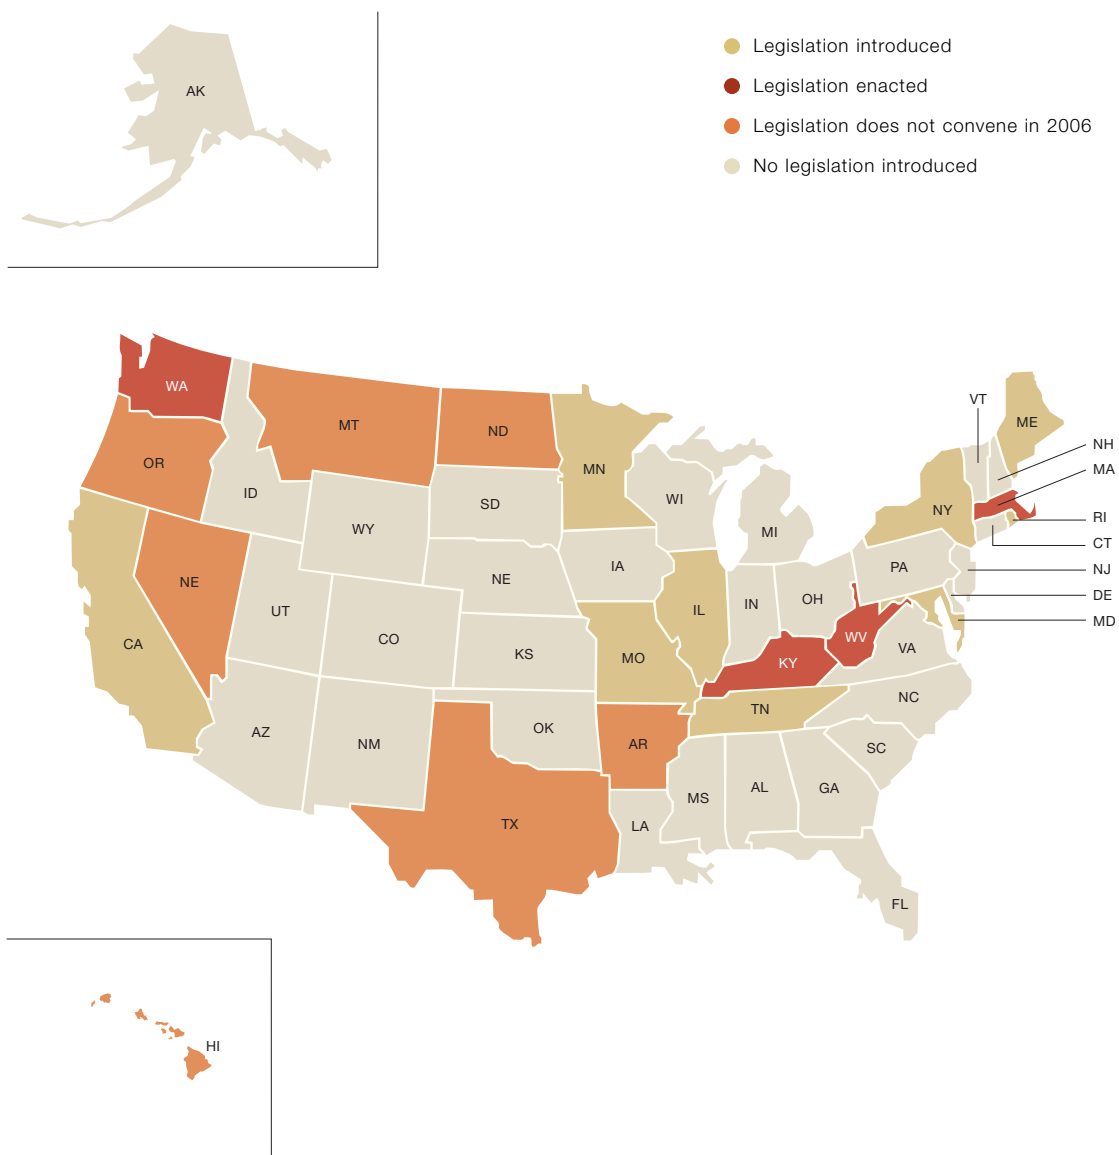 AK
Legislation introduced
Legislation enacted
Legislation does not convene in 2006
No legislation introduced
WA
MT
ND
MN
VT
ME
NH
MA
OR
ID
SD
WI
NY
RI
WY
MI
CT
NE
IA
PA
NJ
NE
UT
IL
IN
OH
DE
MD
CA
CO
KS
MO
KY
WV
VA
AZ
NM
OK
TN
NC
AR
SC
TX
LA
MS
AL
GA
FL
HI